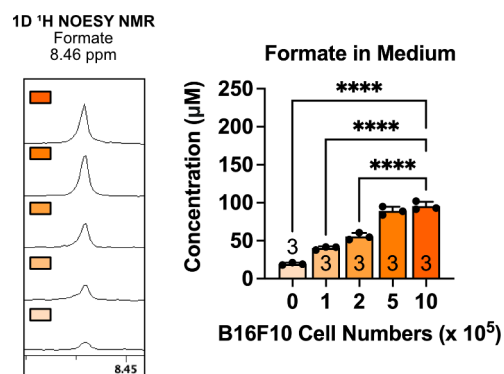 1D ¹H NOESY NMR
Formate
8.46 ppm
8.45
Formate in Medium
Concentration (µM)
250
200
150
100
50
0
****
****
****
3
3
3
3
3
0 1 2 5 10
B16F10 Cell Numbers (x 10⁵)